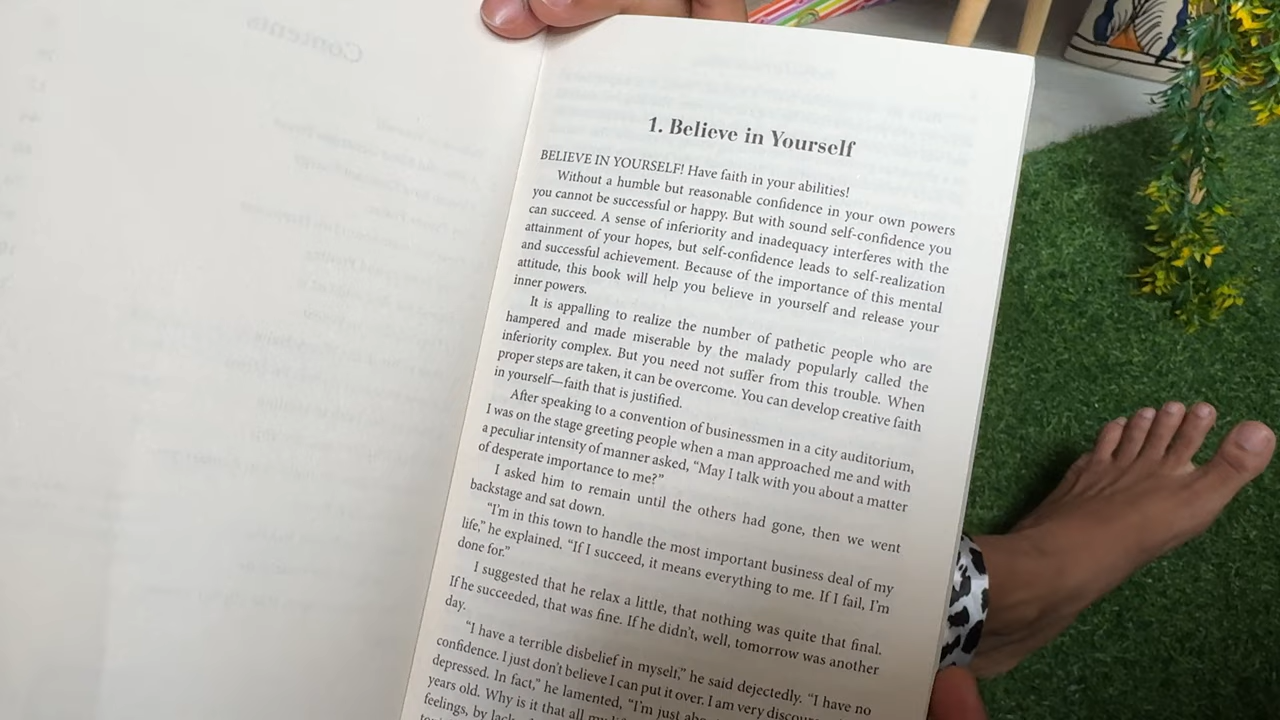 Contents
1. Believe in Yourself
BELIEVE IN YOURSELF! Have faith in your abilities!
Without a humble but reasonable confidence in your own powers
you cannot be successful or happy. But with sound self-confidence you
can succeed. A sense of inferiority and inadequacy interferes with the
attainment of your hopes, but self-confidence leads to self-realization
and successful achievement. Because of the importance of this mental
attitude, this book will help you believe in yourself and release your
inner powers.
It is appalling to realize the number of pathetic people who are
hampered and made miserable by the malady popularly called the
inferiority complex. But you need not suffer from this trouble. When
proper steps are taken, it can be overcome. You can develop creative faith
in yourself—faith that is justified.
After speaking to a convention of businessmen in a city auditorium,
I was on the stage greeting people when a man approached me and with
a peculiar intensity of manner asked, “May I talk with you about a matter
of desperate importance to me?”
I asked him to remain until the others had gone, then we went
backstage and sat down.
“I’m in this town to handle the most important business deal of my
life,” he explained. “If I succeed, it means everything to me. If I fail, I’m
done for.”
I suggested that he relax a little, that nothing was quite that final.
If he succeeded, that was fine. If he didn’t, well, tomorrow was another
day.
“I have a terrible disbelief in myself,” he said dejectedly. “I have no
confidence. I just don’t believe I can put it over. I am very
depressed. In fact,” he lamented, “I’m just
years old. Why is it that all
feelings, by